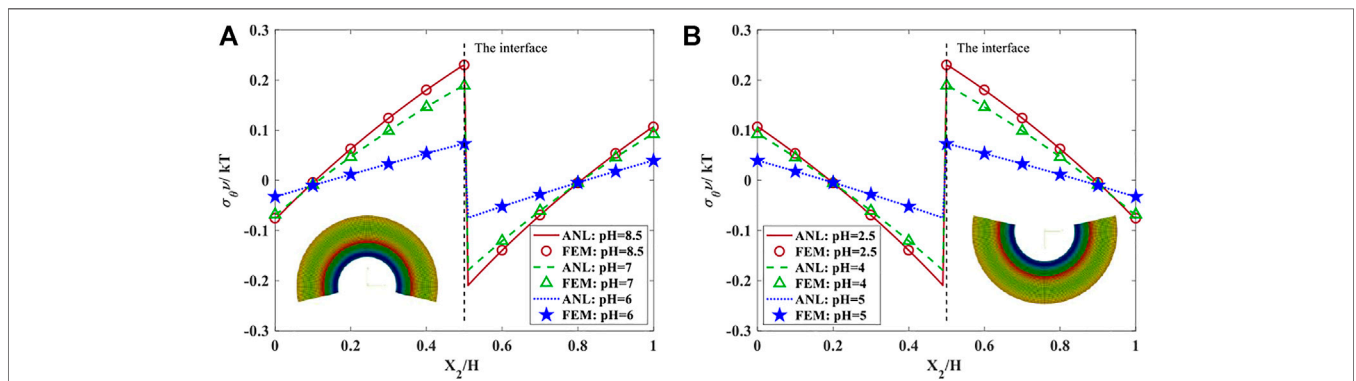 A
The interface
0.3
0.2
0.1
0
-0.1
-0.2
-0.3
σθν/ kT
ANL: pH=8.5
FEM: pH=8.5
ANL: pH=7
FEM: pH=7
ANL: pH=6
FEM: pH=6
0 0.2 0.4 0.6 0.8 1
X2/H
B
The interface
0.3
0.2
0.1
0
-0.1
-0.2
-0.3
σθν/ kT
ANL: pH=2.5
FEM: pH=2.5
ANL: pH=4
FEM: pH=4
ANL: pH=5
FEM: pH=5
0 0.2 0.4 0.6 0.8 1
X2/H